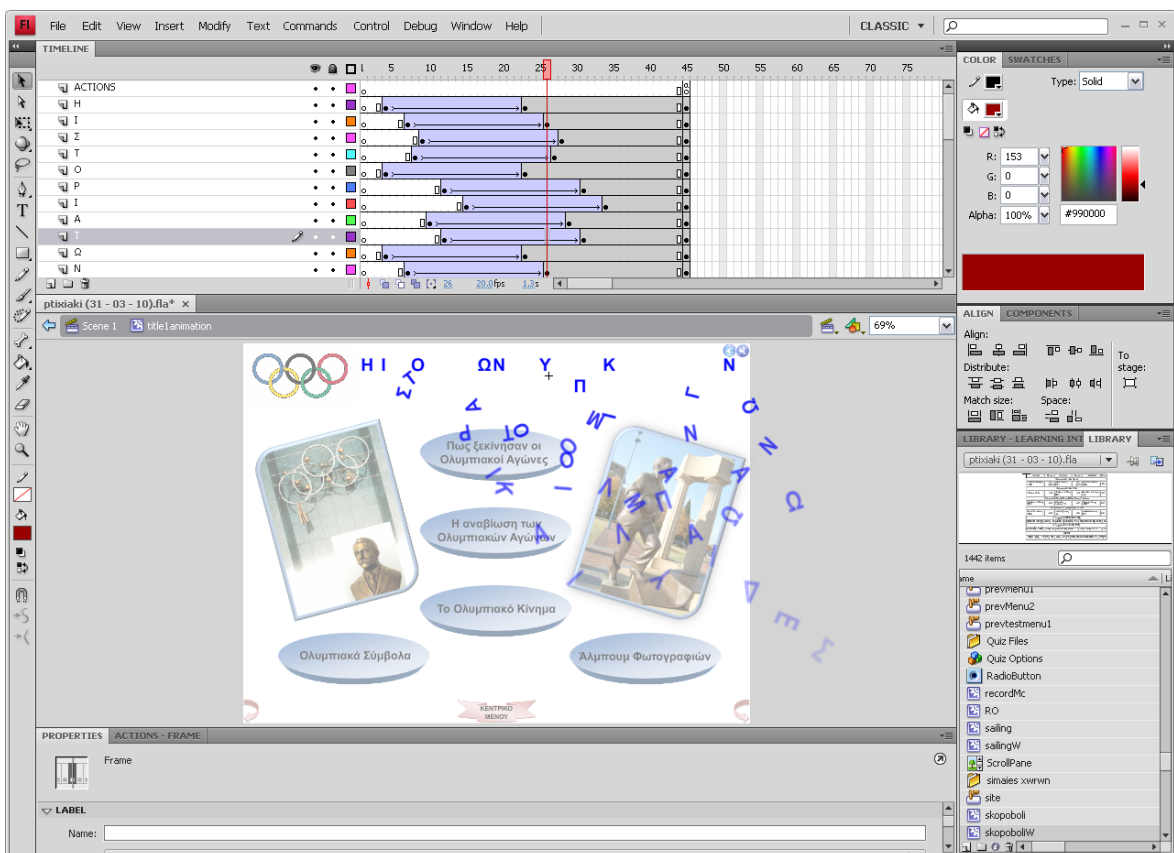 Fl File Edit View Insert Modify Text Commands Control Debug Window Help CLASSIC
TIMELINE
1 5 10 15 20 25 30 35 40 45 50 55 60 65 70 75
ACTIONS
Η
Ι
Σ
Τ
Ο
Ρ
Ι
Α
Τ
Ω
Ν
26 20.0fps 1.3s
ptixiaki (31 - 03 - 10).fla* ×
Scene 1 title1animation 69%
Η Ι Ο Ω Ν Υ Κ Ν
Σ Τ Ο Π
Πως ξεκίνησαν οι
Ολυμπιακοί Αγώνες
Η αναβίωση των
Ολυμπιακών Αγώνων
Το Ολυμπιακό Κίνημα
Ολυμπιακά Σύμβολα
Άλμπουμ Φωτογραφιών
ΚΕΝΤΡΙΚΟ
ΜΕΝΟΥ
PROPERTIES ACTIONS - FRAME
Frame
LABEL
Name:
COLOR SWATCHES
Type: Solid
R: 153
G: 0
B: 0
Alpha: 100% #990000
ALIGN COMPONENTS
Align:
To
stage:
Distribute:
Match size: Space:
LIBRARY - LEARNING INT LIBRARY
ptixiaki (31 - 03 - 10).fla
1442 items
ame L
prevMenu1
prevMenu2
prevtestmenu1
Quiz Files
Quiz Options
RadioButton
recordMc
RO
sailing
sailingW
ScrollPane
simaies xwrwn
site
skopoboli
skopoboliW